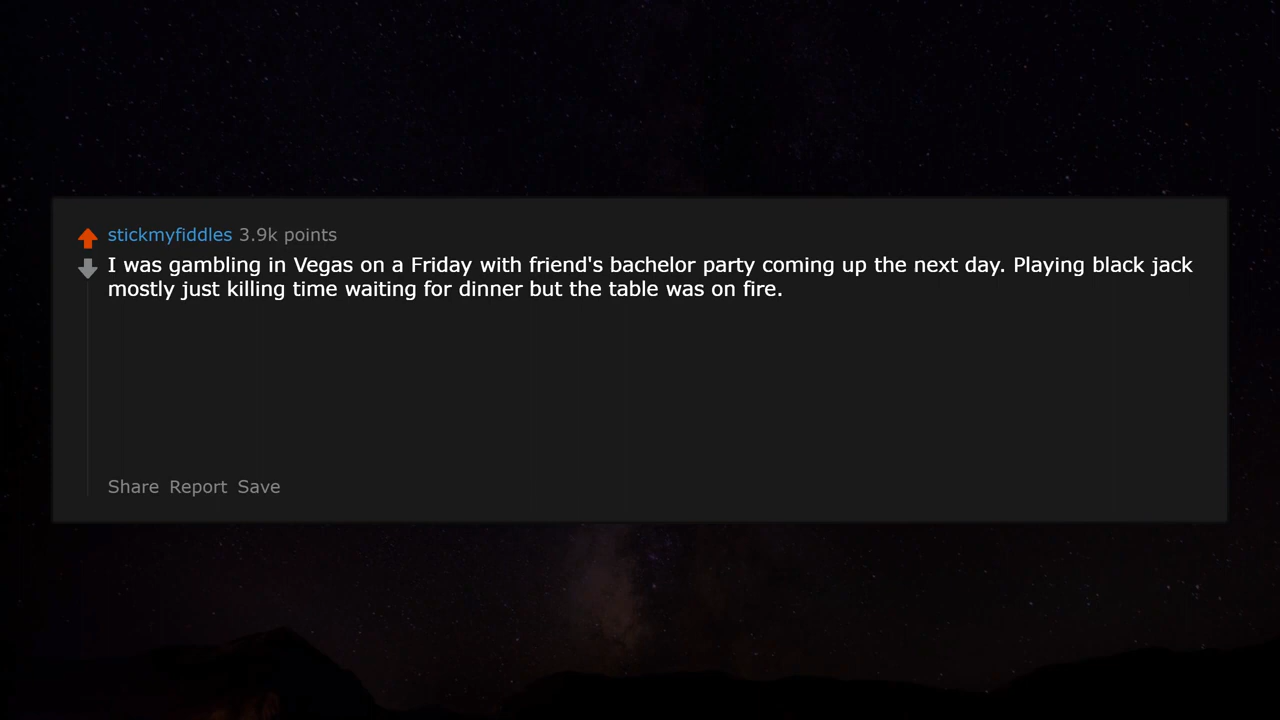 stickmyfiddles 3.9k points
I was gambling in Vegas on a Friday with friend's bachelor party coming up the next day. Playing black jack
mostly just killing time waiting for dinner but the table was on fire.
Share Report Save